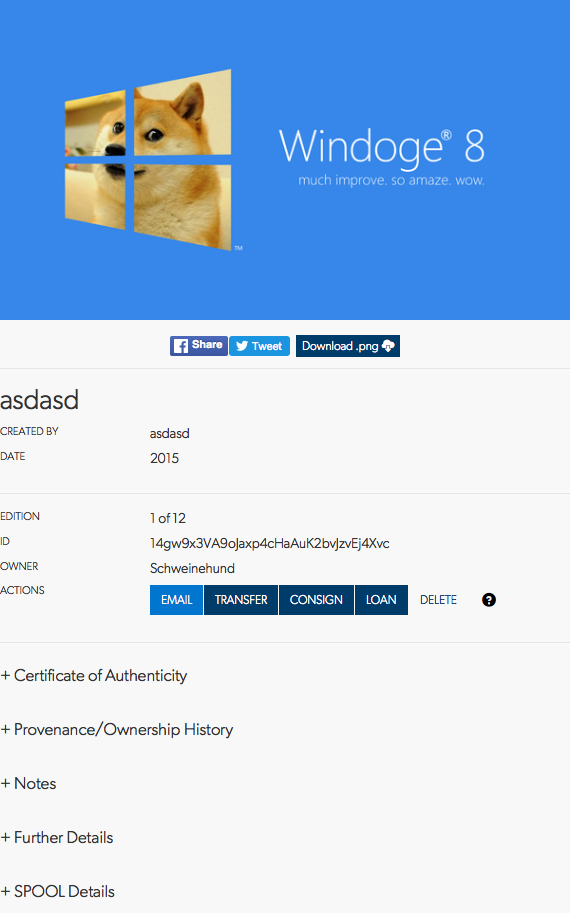 Windoge® 8
much improve. so amaze. wow.
TM
Share Tweet Download .png
asdasd
CREATED BY asdasd
DATE 2015
EDITION 1 of 12
ID 14gw9x3VA9oJaxp4cHaAuK2bvJzvEj4Xvc
OWNER Schweinehund
ACTIONS EMAIL TRANSFER CONSIGN LOAN DELETE ?
+ Certificate of Authenticity
+ Provenance/Ownership History
+ Notes
+ Further Details
+ SPOOL Details